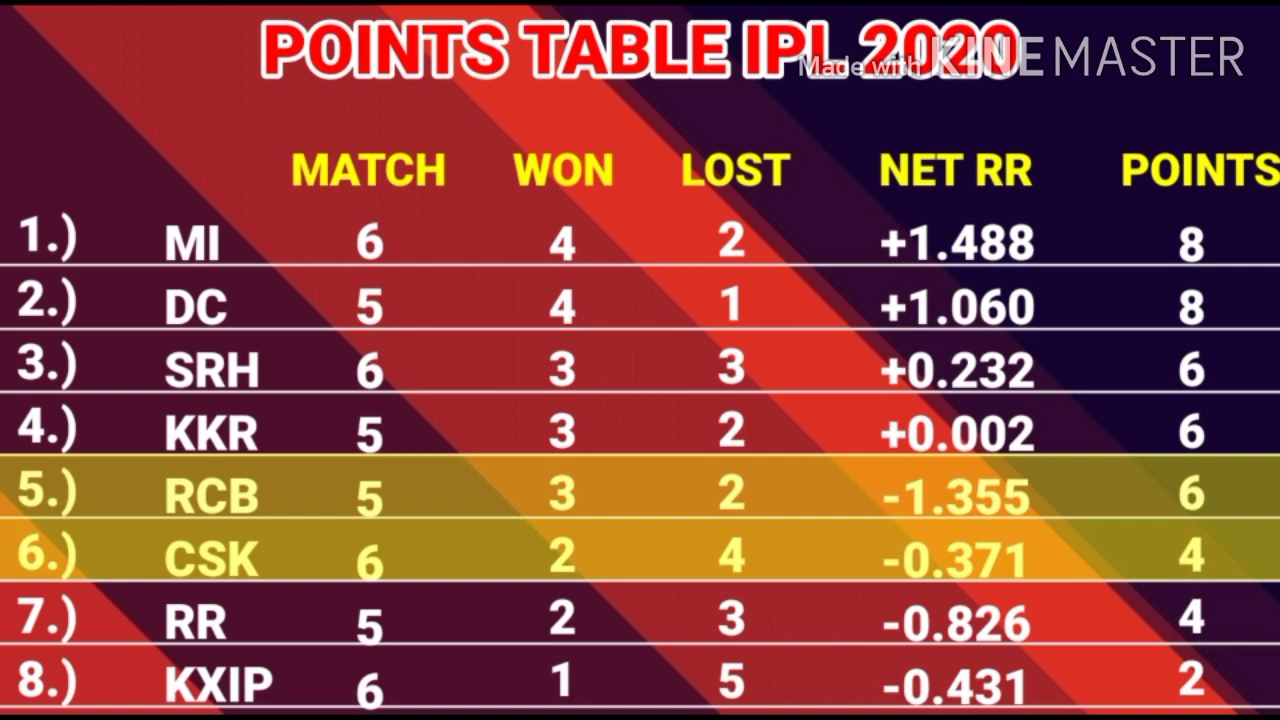 POINTS TABLE IPL 2020
Made with KINEMASTER
MATCH WON LOST NET RR POINTS
1.) MI 6 4 2 +1.488 8
2.) DC 5 4 1 +1.060 8
3.) SRH 6 3 3 +0.232 6
4.) KKR 5 3 2 +0.002 6
5.) RCB 5 3 2 -1.355 6
6.) CSK 6 2 4 -0.371 4
7.) RR 5 2 3 -0.826 4
8.) KXIP 6 1 5 -0.431 2